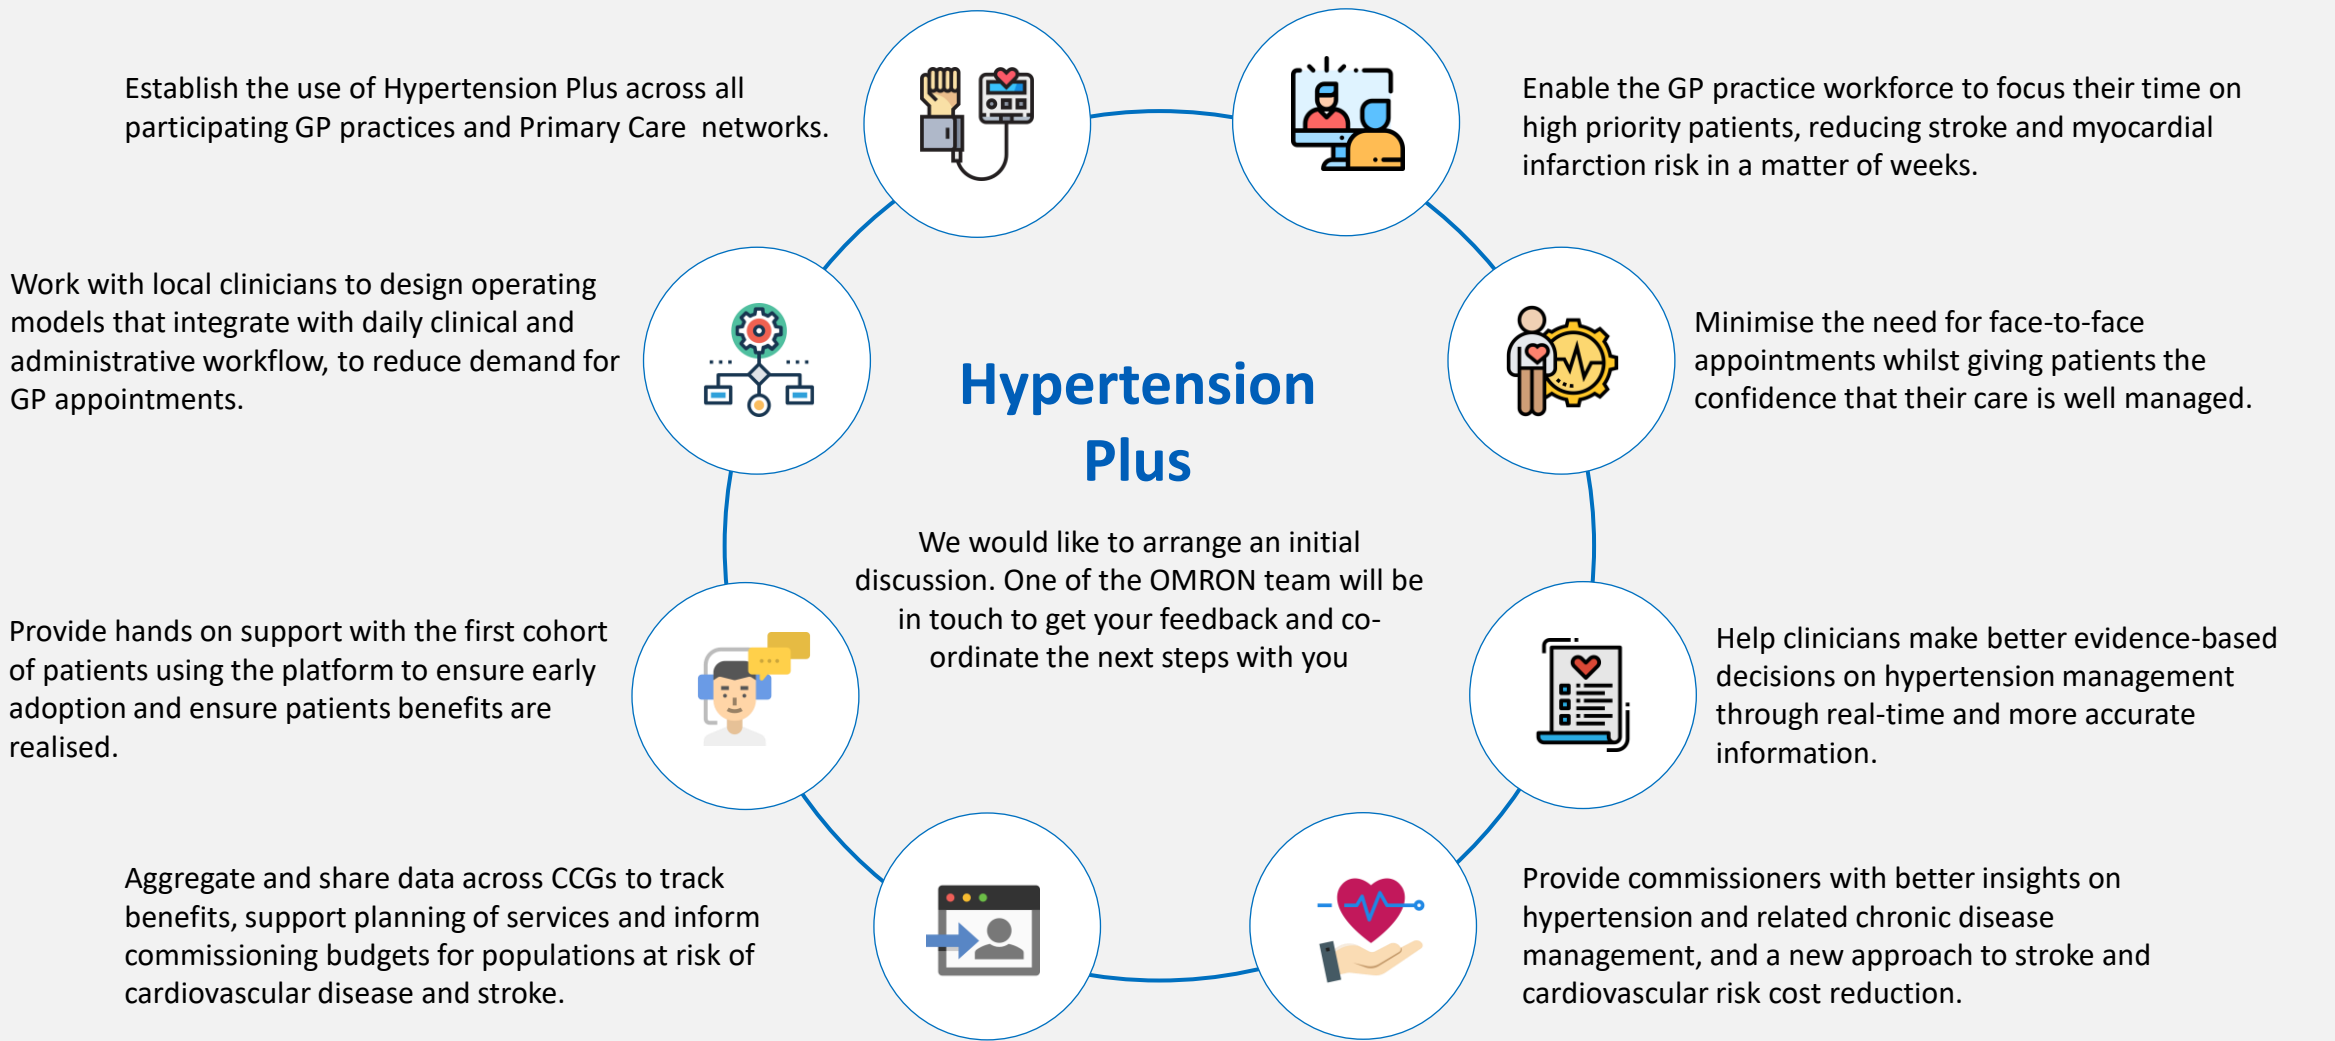 Establish the use of Hypertension Plus across all
participating GP practices and Primary Care networks.
Enable the GP practice workforce to focus their time on
high priority patients, reducing stroke and myocardial
infarction risk in a matter of weeks.
Work with local clinicians to design operating
models that integrate with daily clinical and
administrative workflow, to reduce demand for
GP appointments.
Minimise the need for face-to-face
appointments whilst giving patients the
confidence that their care is well managed.
Hypertension
Plus
We would like to arrange an initial
discussion. One of the OMRON team will be
in touch to get your feedback and co-
ordinate the next steps with you
Provide hands on support with the first cohort
of patients using the platform to ensure early
adoption and ensure patients benefits are
realised.
Help clinicians make better evidence-based
decisions on hypertension management
through real-time and more accurate
information.
Aggregate and share data across CCGs to track
benefits, support planning of services and inform
commissioning budgets for populations at risk of
cardiovascular disease and stroke.
Provide commissioners with better insights on
hypertension and related chronic disease
management, and a new approach to stroke and
cardiovascular risk cost reduction.